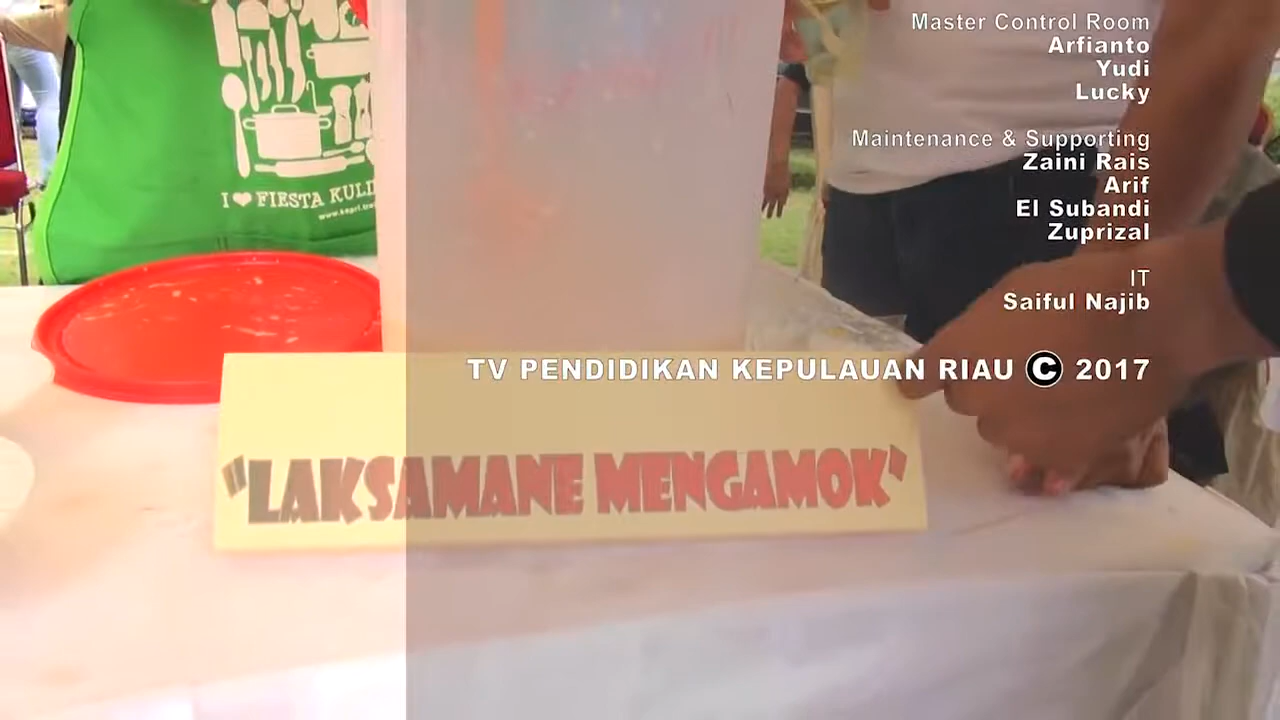 Master Control Room
Arfianto
Yudi
Lucky
Maintenance & Supporting
Zaini Rais
Arif
El Subandi
Zuprizal
IT
Saiful Najib
TV PENDIDIKAN KEPULAUAN RIAU © 2017
I ❤ FIESTA
"LAKSAMANE MENGAMOK"